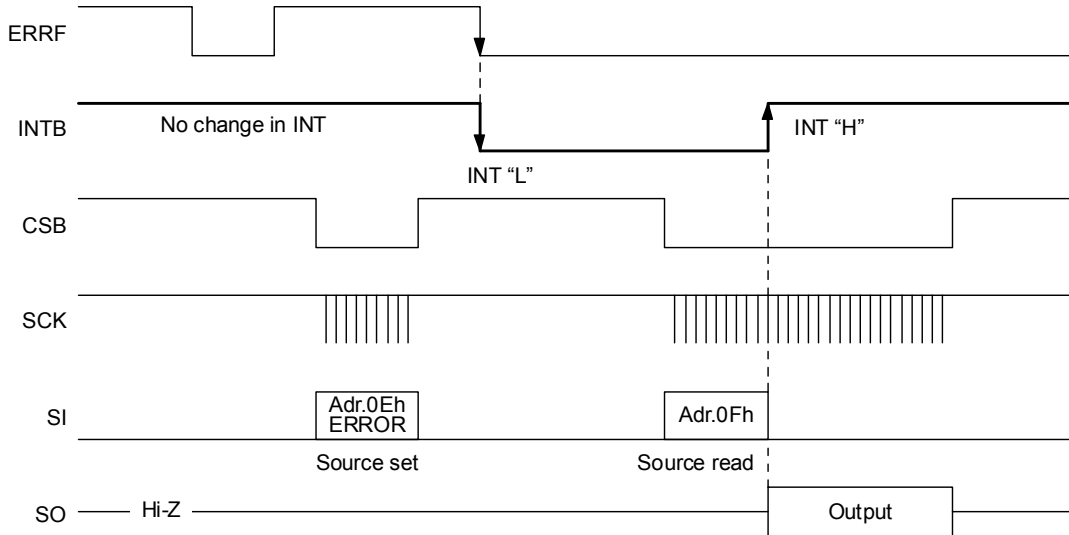 ERRF
INTB
No change in INT
INT “H”
INT “L”
CSB
SCK
SI
Adr.0Eh
ERROR
Adr.0Fh
Source set
Source read
SO
Hi-Z
Output